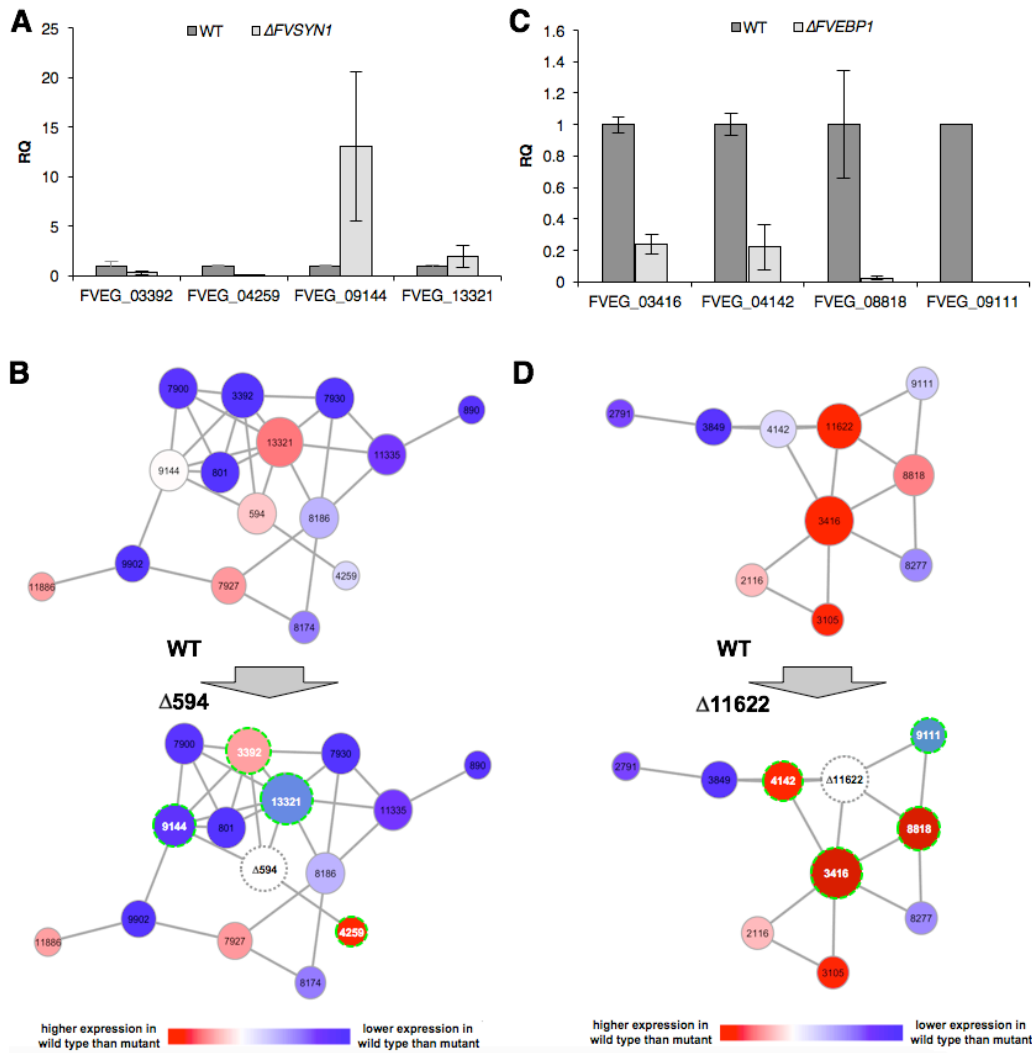 A
WT
ΔFVSYN1
25
20
15
10
5
0
RQ
FVEG_03392
FVEG_04259
FVEG_09144
FVEG_13321
C
WT
ΔFVEBP1
1.6
1.4
1.2
1
0.8
0.6
0.4
0.2
0
RQ
FVEG_03416
FVEG_04142
FVEG_08818
FVEG_09111
B
7900
3392
7930
890
13321
11335
9144
801
594
8186
4259
9902
11886
7927
8174
WT
Δ594
7900
3392
7930
890
13321
11335
9144
801
Δ594
8186
4259
9902
11886
7927
8174
higher expression in
wild type than mutant
lower expression in
wild type than mutant
D
9111
2791
3849
4142
11622
8818
3416
8277
2116
3105
WT
Δ11622
9111
2791
3849
4142
Δ11622
8818
3416
8277
2116
3105
higher expression in
wild type than mutant
lower expression in
wild type than mutant